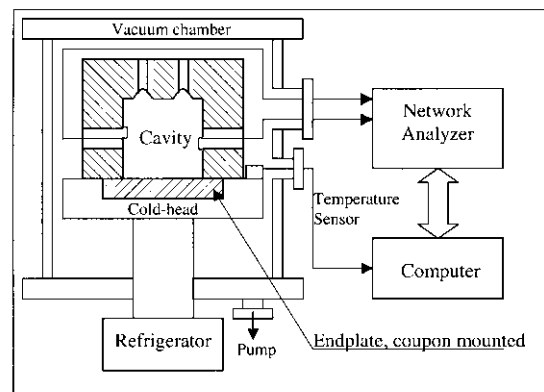 Vacuum chamber
Cavity
Network
Analyzer
Temperature
Sensor
Cold-head
Computer
Refrigerator
Pump
Endplate, coupon mounted